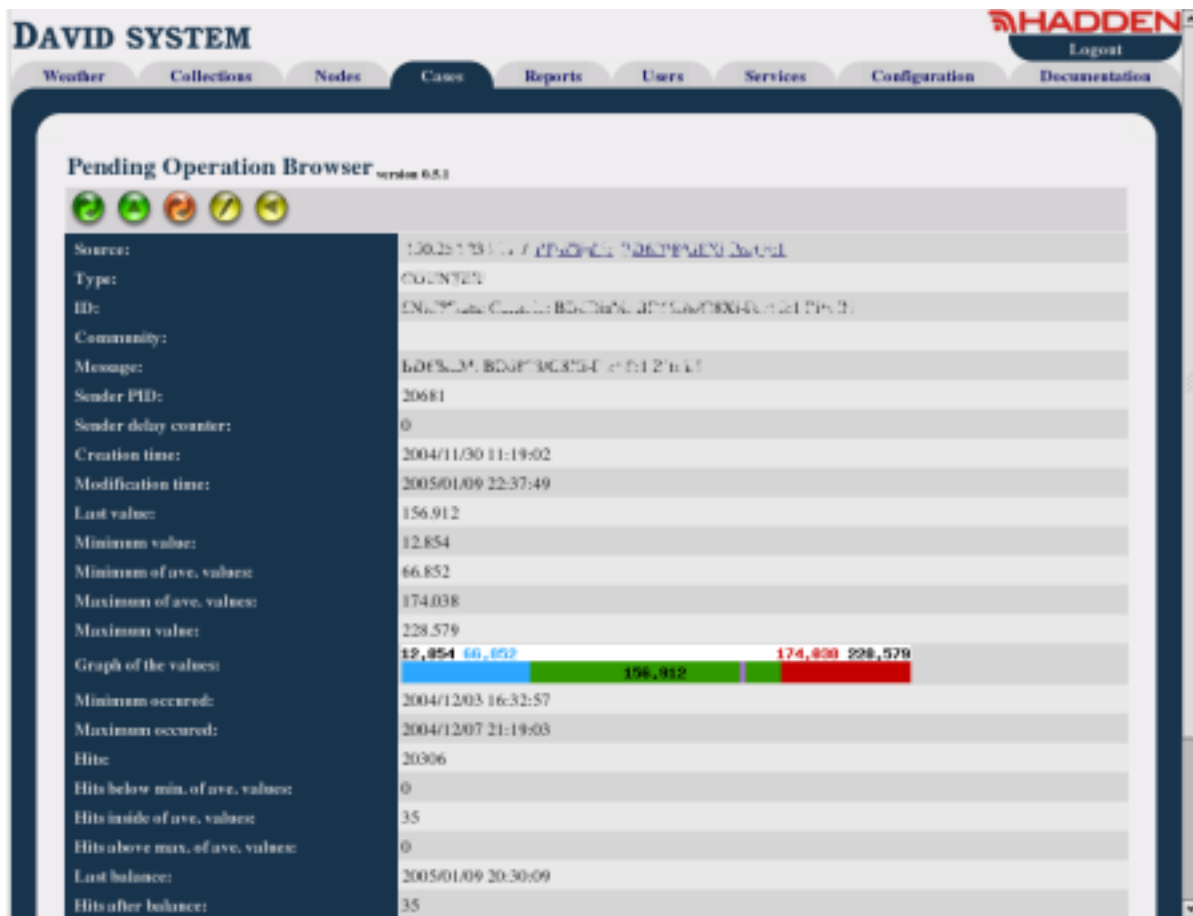 DAVID SYSTEM
HADDEN
Logout
Weather Collections Nodes Cases Reports Users Services Configuration Documentation
Pending Operation Browser version 0.5.1
Source:
Type: COUNTER
ID:
Community:
Message:
Sender PID: 20681
Sender delay counter: 0
Creation time: 2004/11/30 11:19:02
Modification time: 2005/01/09 22:37:49
Last value: 156.912
Minimum value: 12.854
Minimum of ave. values: 66.852
Maximum of ave. values: 174.038
Maximum value: 228.579
12,854 66,852 174,038 228,579
Graph of the values: 156,912
Minimum occured: 2004/12/03 16:32:57
Maximum occured: 2004/12/07 21:19:03
Hits: 20306
Hits below min. of ave. values: 0
Hits inside of ave. values: 35
Hits above max. of ave. values: 0
Last balance: 2005/01/09 20:30:09
Hits after balance: 35